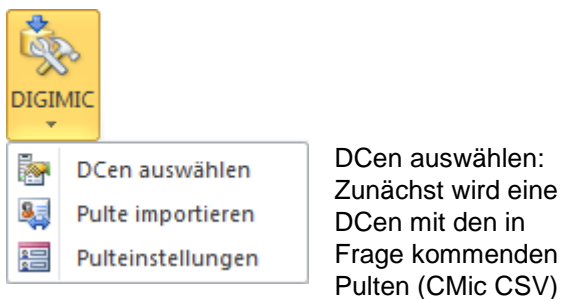 DIGIMIC
DCen auswählen
Pulte importieren
Pulteinstellungen
DCen auswählen:
Zunächst wird eine
DCen mit den in
Frage kommenden
Pulten (CMic CSV)